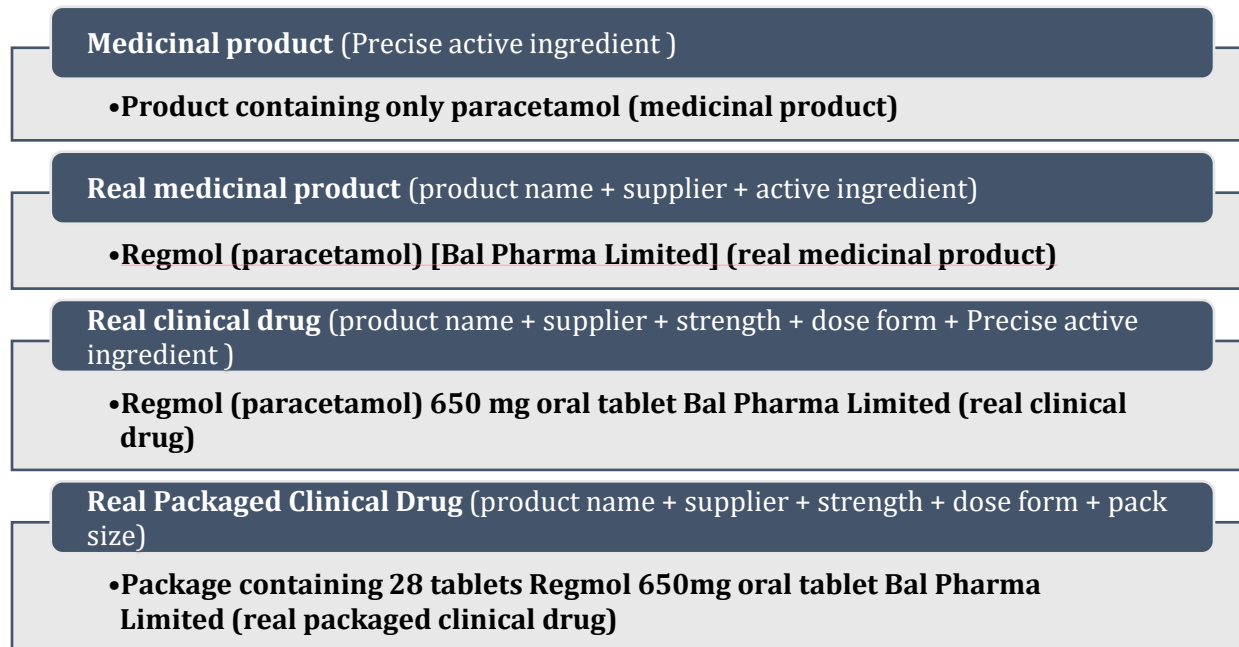 Medicinal product (Precise active ingredient )
•Product containing only paracetamol (medicinal product)
Real medicinal product (product name + supplier + active ingredient)
•Regmol (paracetamol) [Bal Pharma Limited] (real medicinal product)
Real clinical drug (product name + supplier + strength + dose form + Precise active
ingredient )
•Regmol (paracetamol) 650 mg oral tablet Bal Pharma Limited (real clinical
drug)
Real Packaged Clinical Drug (product name + supplier + strength + dose form + pack
size)
•Package containing 28 tablets Regmol 650mg oral tablet Bal Pharma
Limited (real packaged clinical drug)